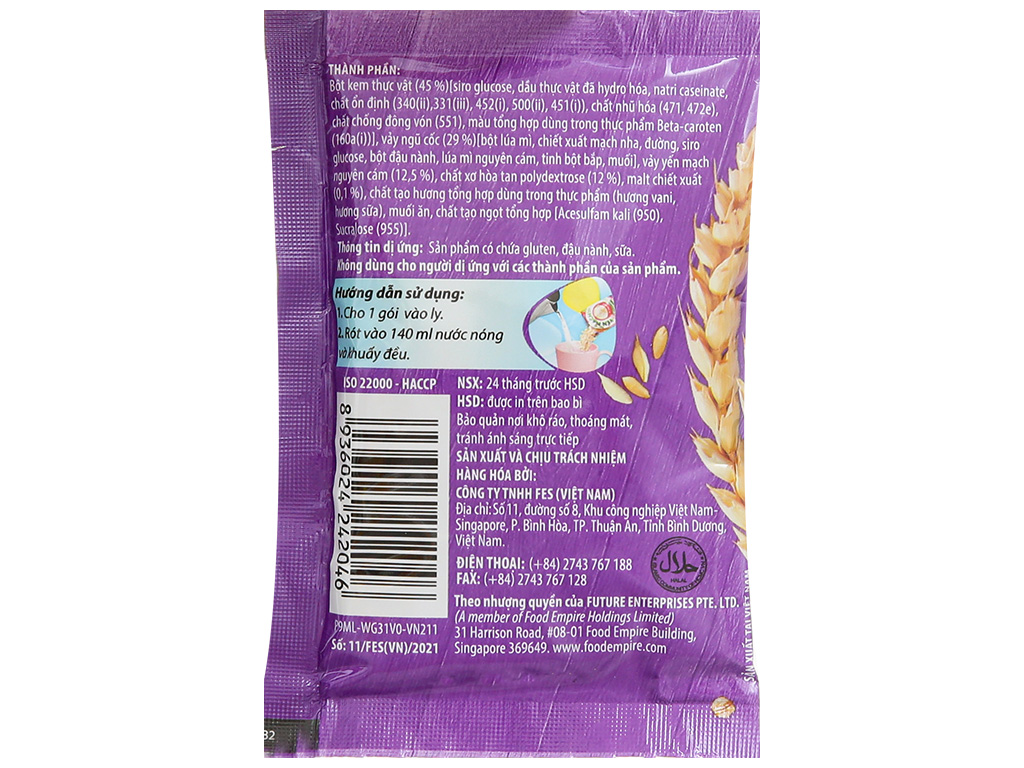 THÀNH PHẦN:
Bột kem thực vật (45 %)[siro glucose, dầu thực vật đã hydro hóa, natri caseinate,
chất ổn định (340(ii),331(iii), 452(i), 500(ii), 451(i)), chất nhũ hóa (471, 472e),
chất chống đông vón (551), màu tổng hợp dùng trong thực phẩm Beta-caroten
(160a(i))], vảy ngũ cốc (29 %)[bột lúa mì, chiết xuất mạch nha, đường, siro
glucose, bột đậu nành, lúa mì nguyên cám, tinh bột bắp, muối], vảy yến mạch
nguyên cám (12,5 %), chất xơ hòa tan polydextrose (12 %), malt chiết xuất
(0,1 %), chất tạo hương tổng hợp dùng trong thực phẩm (hương vani,
hương sữa), muối ăn, chất tạo ngọt tổng hợp [Acesulfam kali (950),
Sucralose (955)].
Thông tin dị ứng: Sản phẩm có chứa gluten, đậu nành, sữa.
Không dùng cho người dị ứng với các thành phần của sản phẩm.
Hướng dẫn sử dụng:
1.Cho 1 gói vào ly.
2.Rót vào 140 ml nước nóng
và khuấy đều.
ISO 22000 - HACCP
8 936024 242046
P9ML-WG31V0-VN211
Số: 11/FES(VN)/2021
NSX: 24 tháng trước HSD
HSD: được in trên bao bì
Bảo quản nơi khô ráo, thoáng mát,
tránh ánh sáng trực tiếp
SẢN XUẤT VÀ CHỊU TRÁCH NHIỆM
HÀNG HÓA BỞI:
CÔNG TY TNHH FES (VIỆT NAM)
Địa chỉ: Số 11, đường số 8, Khu công nghiệp Việt Nam-
Singapore, P. Bình Hòa, TP. Thuận An, Tỉnh Bình Dương,
Việt Nam.
ĐIỆN THOẠI: (+84) 2743 767 188
FAX: (+84) 2743 767 128
HALAL
Theo nhượng quyền của FUTURE ENTERPRISES PTE. LTD.
(A member of Food Empire Holdings Limited)
31 Harrison Road, #08-01 Food Empire Building,
Singapore 369649. www.foodempire.com
SẢN XUẤT TẠI VIỆT NAM
32